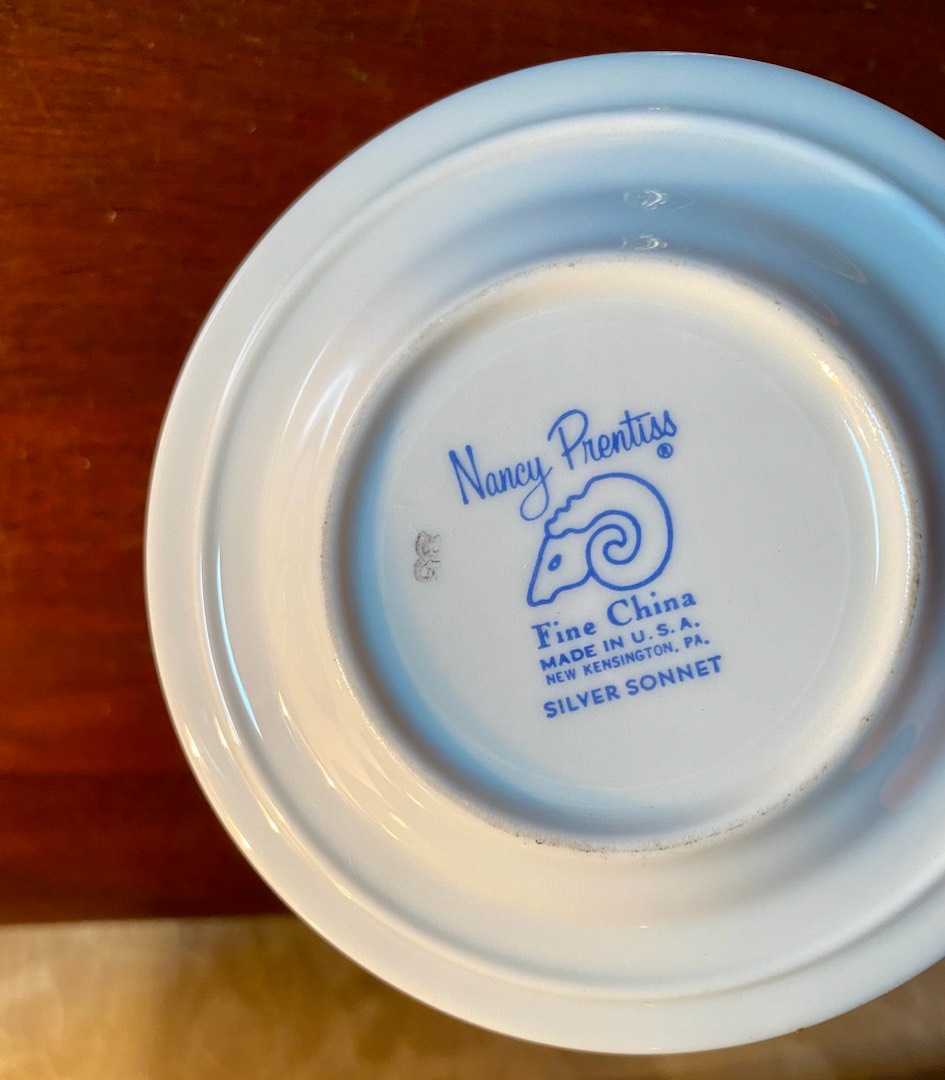 Nancy Prentiss
®
Fine China
MADE IN U.S.A.
NEW KENSINGTON, PA.
SILVER SONNET